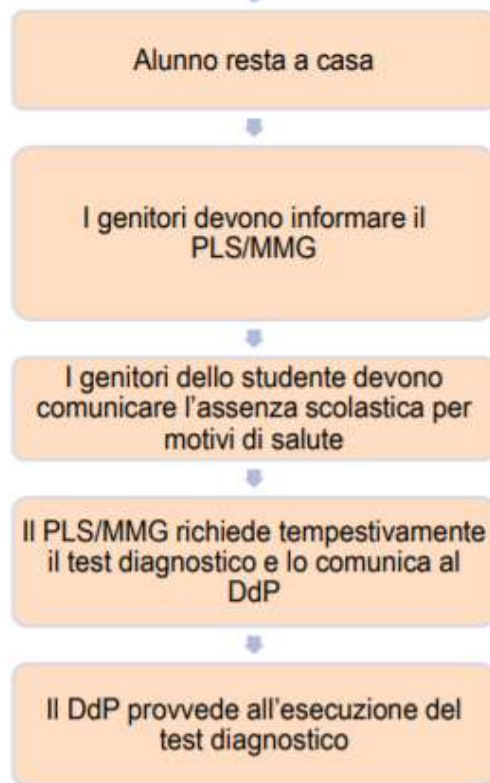 Alunno resta a casa
I genitori devono informare il
PLS/MMG
I genitori dello studente devono
comunicare l'assenza scolastica per
motivi di salute
Il PLS/MMG richiede tempestivamente
il test diagnostico e lo comunica al
DdP
Il DdP provvede all'esecuzione del
test diagnostico